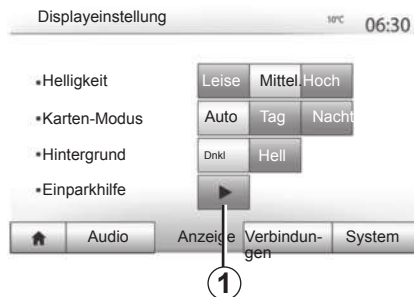 Displayeinstellung 10°C 06:30
▪Helligkeit Leise Mittel. Hoch
▪Karten-Modus Auto Tag Nacht
▪Hintergrund Dnkl Hell
▪Einparkhilfe
Audio Anzeige Verbindun- System
gen
1